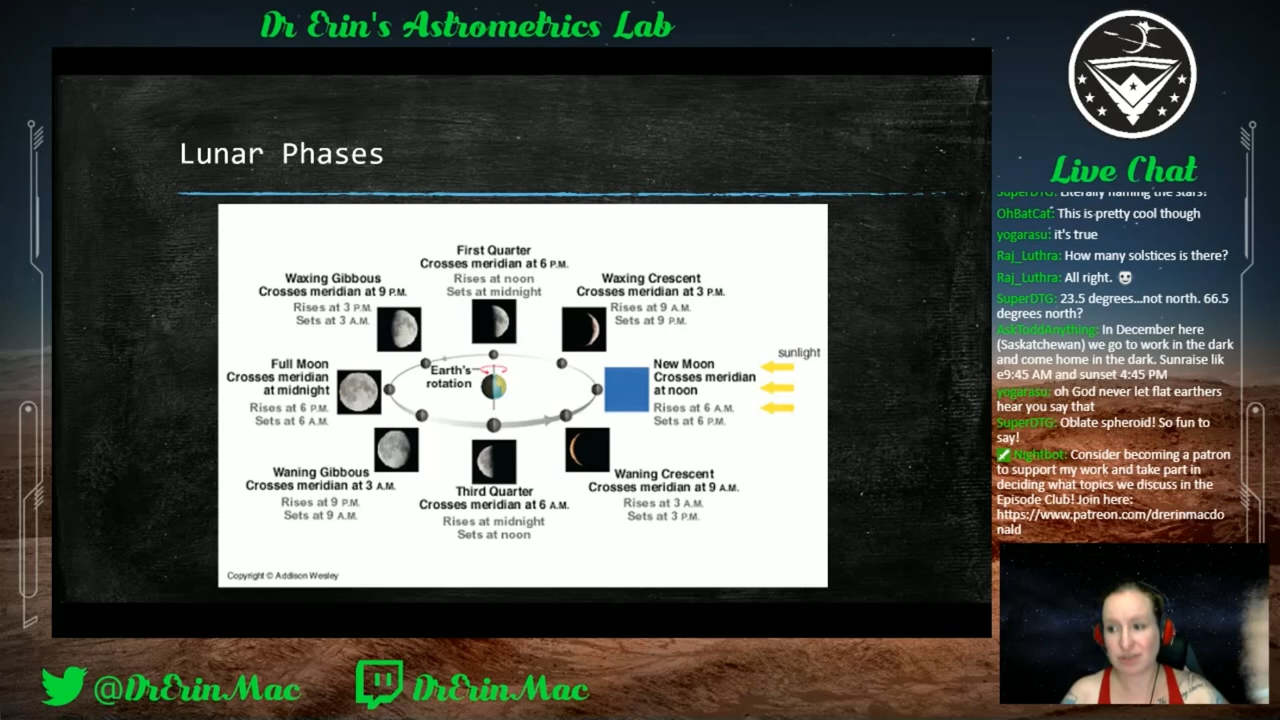 Dr Erin's Astrometrics Lab
Lunar Phases
First Quarter
Crosses meridian at 6 P.M.
Rises at noon
Sets at midnight
Waxing Gibbous
Crosses meridian at 9 P.M.
Rises at 3 P.M.
Sets at 3 A.M.
Waxing Crescent
Crosses meridian at 3 P.M.
Rises at 9 A.M.
Sets at 9 P.M.
sunlight
Full Moon
Crosses meridian
at midnight
Rises at 6 P.M.
Sets at 6 A.M.
Earth's
rotation
New Moon
Crosses meridian
at noon
Rises at 6 A.M.
Sets at 6 P.M.
Waning Gibbous
Crosses meridian at 3 A.M.
Rises at 9 P.M.
Sets at 9 A.M.
Third Quarter
Crosses meridian at 6 A.M.
Rises at midnight
Sets at noon
Waning Crescent
Crosses meridian at 9 A.M.
Rises at 3 A.M.
Sets at 3 P.M.
Copyright © Addison Wesley
Live Chat
SuperDTG: Literally naming the stars!
OhBatCat: This is pretty cool though
yogarasu: it's true
Raj_Luthra: How many solstices is there?
Raj_Luthra: All right.
SuperDTG: 23.5 degrees...not north. 66.5
degrees north?
AskToddAnything: In December here
(Saskatchewan) we go to work in the dark
and come home in the dark. Sunraise lik
e9:45 AM and sunset 4:45 PM
yogarasu: oh God never let flat earthers
hear you say that
SuperDTG: Oblate spheroid! So fun to
say!
Nightbot: Consider becoming a patron
to support my work and take part in
deciding what topics we discuss in the
Episode Club! Join here:
https://www.patreon.com/drerinmacdo
nald
@DrErinMac
DrErinMac